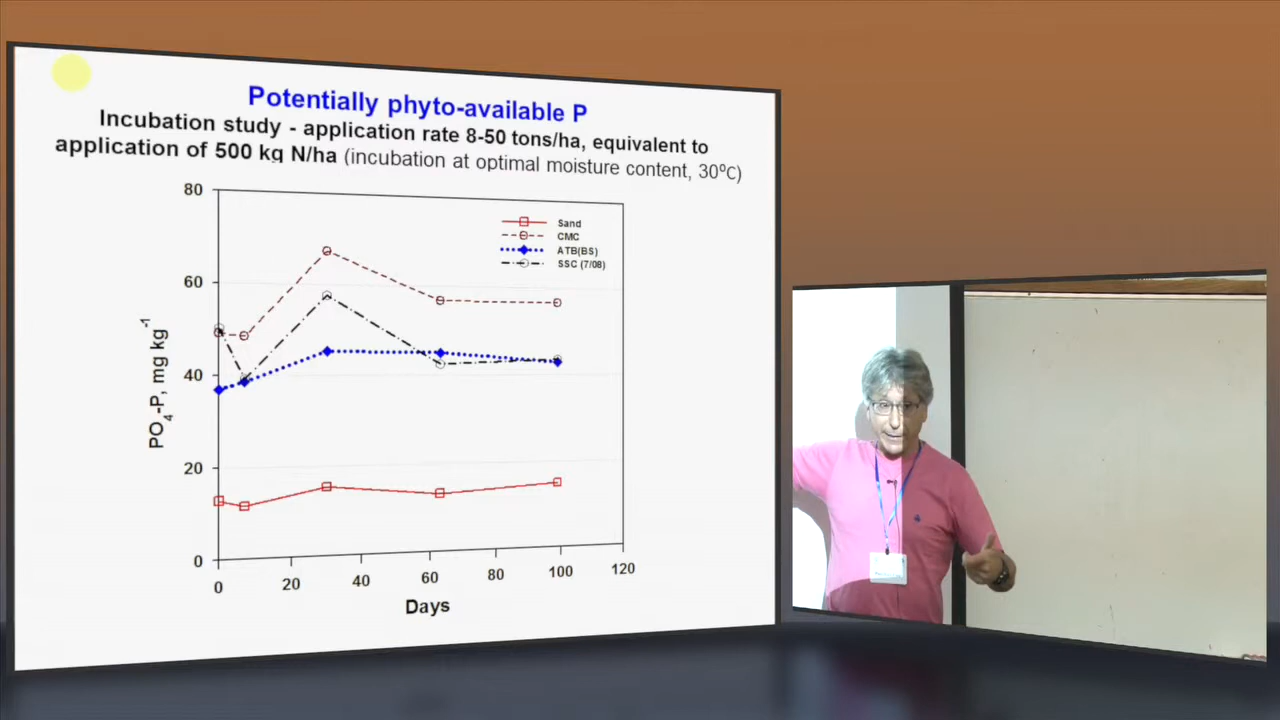 Potentially phyto-available P
Incubation study - application rate 8-50 tons/ha, equivalent to
application of 500 kg N/ha (incubation at optimal moisture content, 30ºC)
80
60
40
20
0
PO4-P, mg kg-1
Sand
CMC
ATB(BS)
SSC (7/08)
0
20
40
60
80
100
120
Days